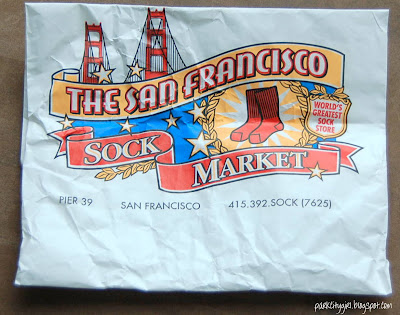 THE SAN FRANCISCO
WORLD'S
GREATEST
SOCK
STORE
SOCK
MARKET
PIER 39 SAN FRANCISCO 415.392.SOCK (7625)
parkcitygirl.blogspot.com